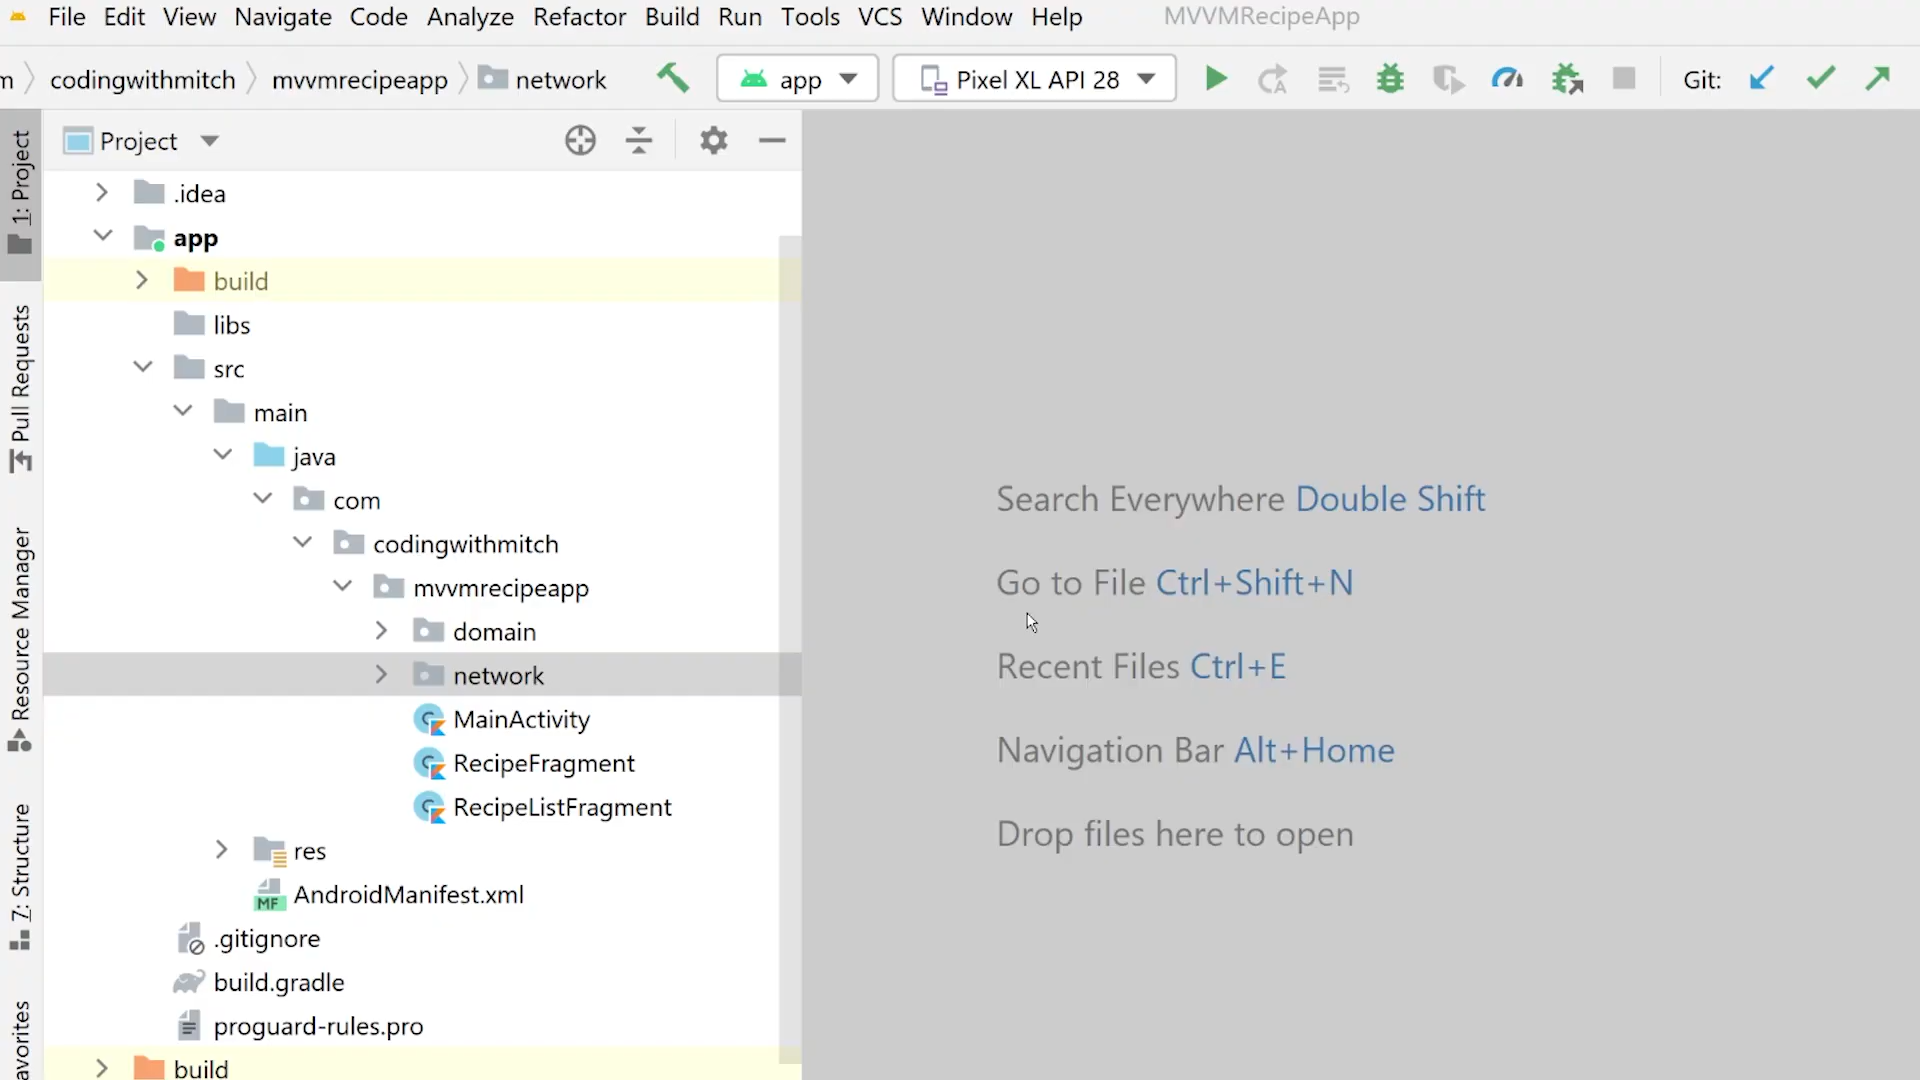 File Edit View Navigate Code Analyze Refactor Build Run Tools VCS Window Help MVVMRecipeApp
m codingwithmitch mvvmrecipeapp network app Pixel XL API 28 Git:
1: Project
Pull Requests
Resource Manager
7: Structure
avorites
Project
.idea
app
build
libs
src
main
java
com
codingwithmitch
mvvmrecipeapp
domain
network
MainActivity
RecipeFragment
RecipeListFragment
res
MF AndroidManifest.xml
.gitignore
build.gradle
proguard-rules.pro
build
Search Everywhere Double Shift
Go to File Ctrl+Shift+N
Recent Files Ctrl+E
Navigation Bar Alt+Home
Drop files here to open